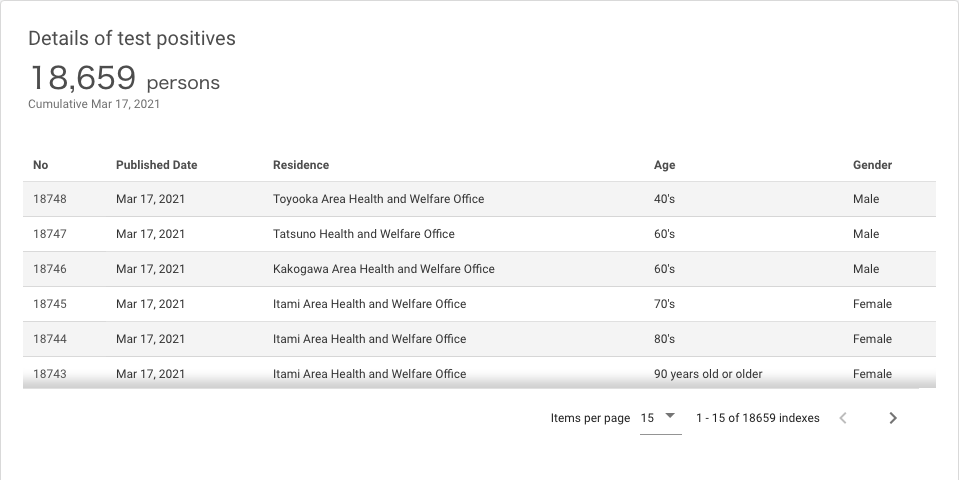 Details of test positives
18,659 persons
Cumulative Mar 17, 2021
No Published Date Residence Age Gender
18748 Mar 17, 2021 Toyooka Area Health and Welfare Office 40's Male
18747 Mar 17, 2021 Tatsuno Health and Welfare Office 60's Male
18746 Mar 17, 2021 Kakogawa Area Health and Welfare Office 60's Male
18745 Mar 17, 2021 Itami Area Health and Welfare Office 70's Female
18744 Mar 17, 2021 Itami Area Health and Welfare Office 80's Female
18743 Mar 17, 2021 Itami Area Health and Welfare Office 90 years old or older Female
Items per page 15 1 - 15 of 18659 indexes